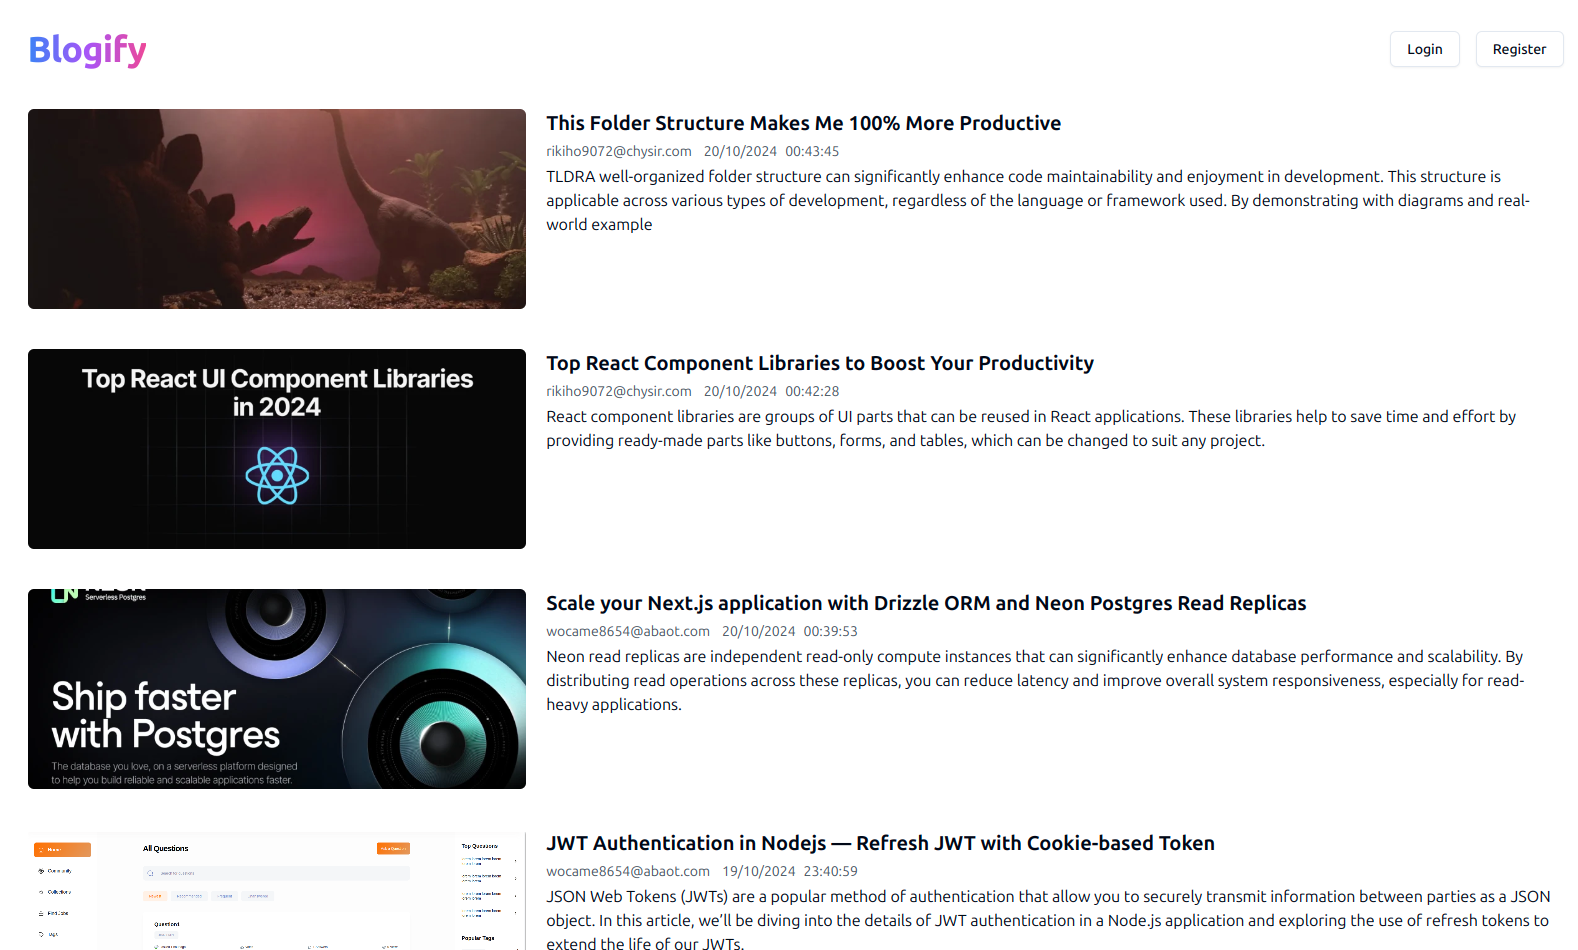 Blogify
Login
Register
This Folder Structure Makes Me 100% More Productive
rikiho9072@chysir.com 20/10/2024 00:43:45
TLDRA well-organized folder structure can significantly enhance code maintainability and enjoyment in development. This structure is
applicable across various types of development, regardless of the language or framework used. By demonstrating with diagrams and real-
world example
Top React UI Component Libraries
in 2024
Top React Component Libraries to Boost Your Productivity
rikiho9072@chysir.com 20/10/2024 00:42:28
React component libraries are groups of UI parts that can be reused in React applications. These libraries help to save time and effort by
providing ready-made parts like buttons, forms, and tables, which can be changed to suit any project.
Serverless Postgres
Ship faster
with Postgres
The database you love, on a serverless platform designed
to help you build reliable and scalable applications faster.
Scale your Next.js application with Drizzle ORM and Neon Postgres Read Replicas
wocame8654@abaot.com 20/10/2024 00:39:53
Neon read replicas are independent read-only compute instances that can significantly enhance database performance and scalability. By
distributing read operations across these replicas, you can reduce latency and improve overall system responsiveness, especially for read-
heavy applications.
Home
Community
Collections
Find Jobs
Tags
All Questions
Search for questions
Newest
Recommended
Frequent
Unanswered
Question1
Top Questions
Popular Tags
JWT Authentication in Nodejs — Refresh JWT with Cookie-based Token
wocame8654@abaot.com 19/10/2024 23:40:59
JSON Web Tokens (JWTs) are a popular method of authentication that allow you to securely transmit information between parties as a JSON
object. In this article, we’ll be diving into the details of JWT authentication in a Node.js application and exploring the use of refresh tokens to
extend the life of our JWTs.